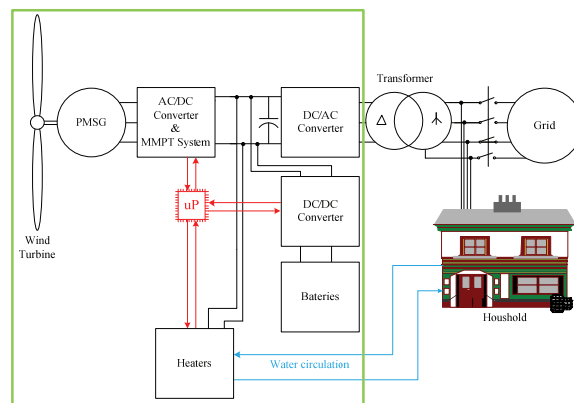 Transformer
AC/DC
Converter
&
MMPT System
PMSG
DC/AC
Converter
Δ
Grid
uP
DC/DC
Converter
Wind
Turbine
Bateries
Houshold
Heaters
Water circulation